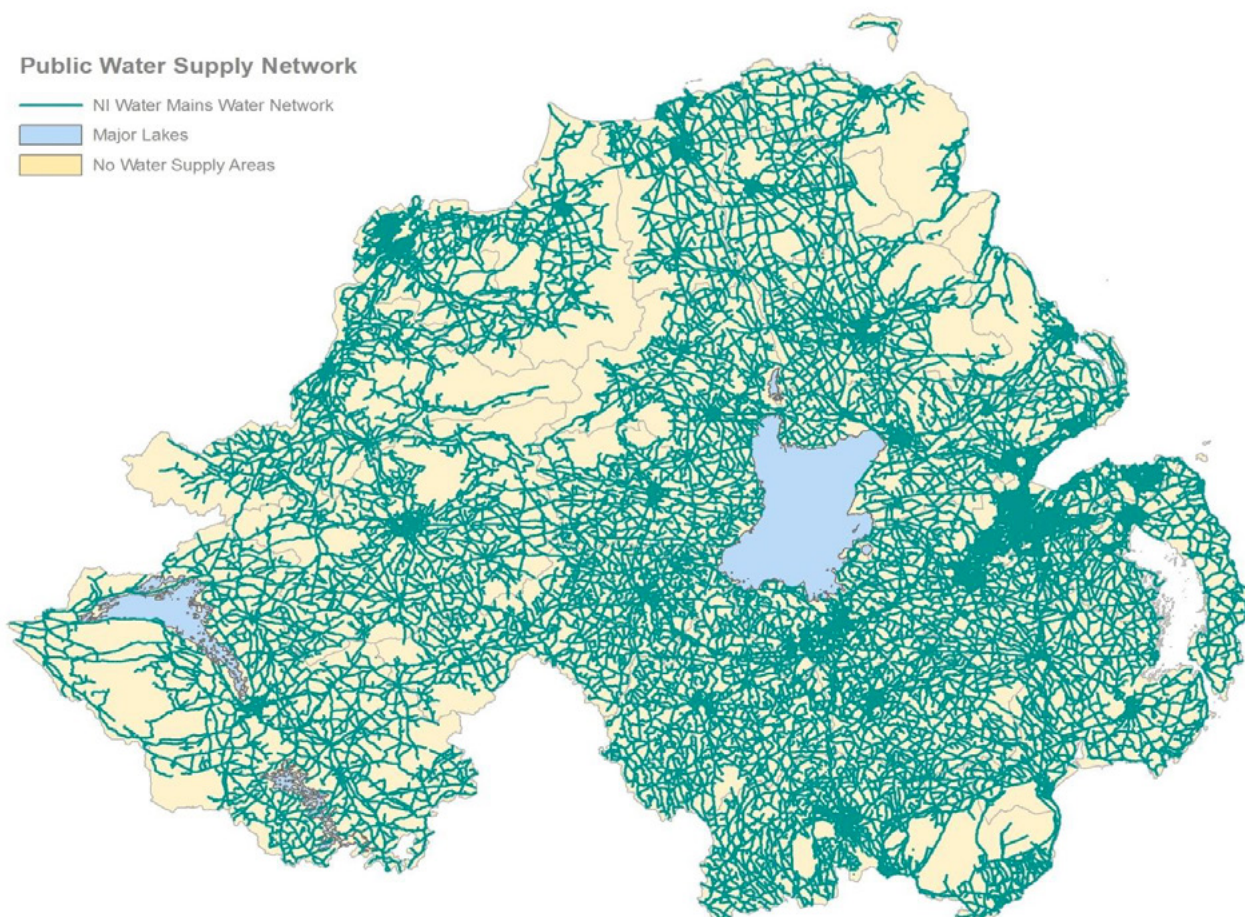 Public Water Supply Network
NI Water Mains Water Network
Major Lakes
No Water Supply Areas